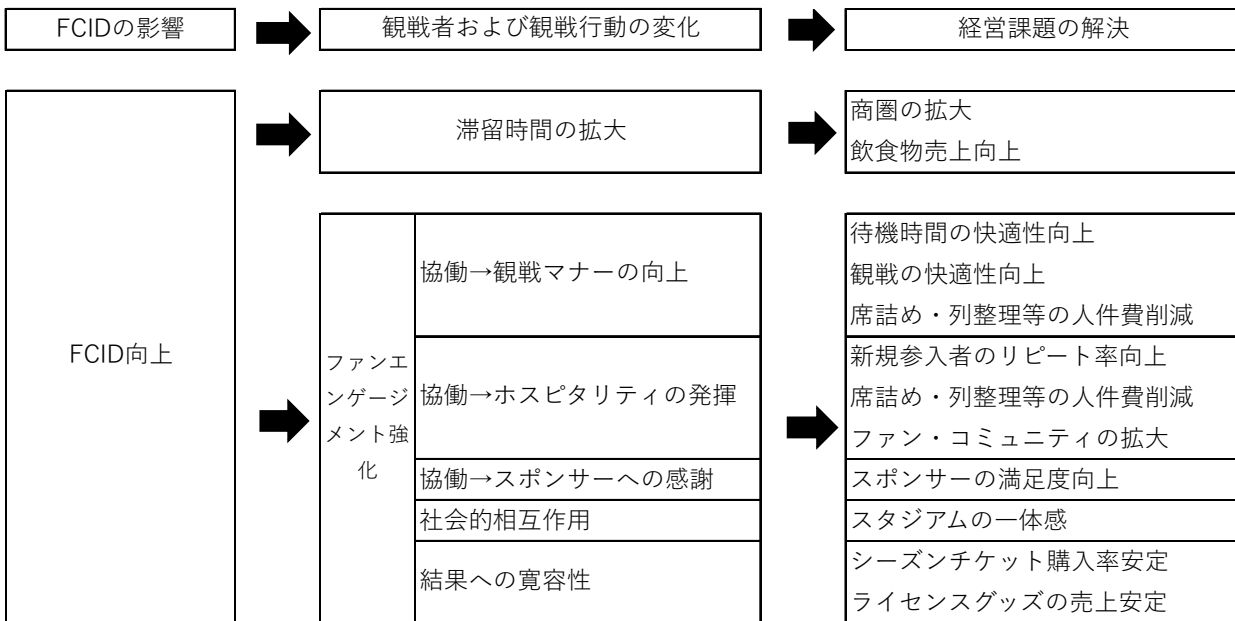 FCIDの影響
観戦者および観戦行動の変化
経営課題の解決
FCID向上
滞留時間の拡大
商圏の拡大
飲食物売上向上
ファンエ
ンゲージ
メント強
化
協働→観戦マナーの向上
待機時間の快適性向上
観戦の快適性向上
席詰め・列整理等の人件費削減
協働→ホスピタリティの発揮
新規参入者のリピート率向上
席詰め・列整理等の人件費削減
ファン・コミュニティの拡大
協働→スポンサーへの感謝
スポンサーの満足度向上
社会的相互作用
スタジアムの一体感
結果への寛容性
シーズンチケット購入率安定
ライセンスグッズの売上安定